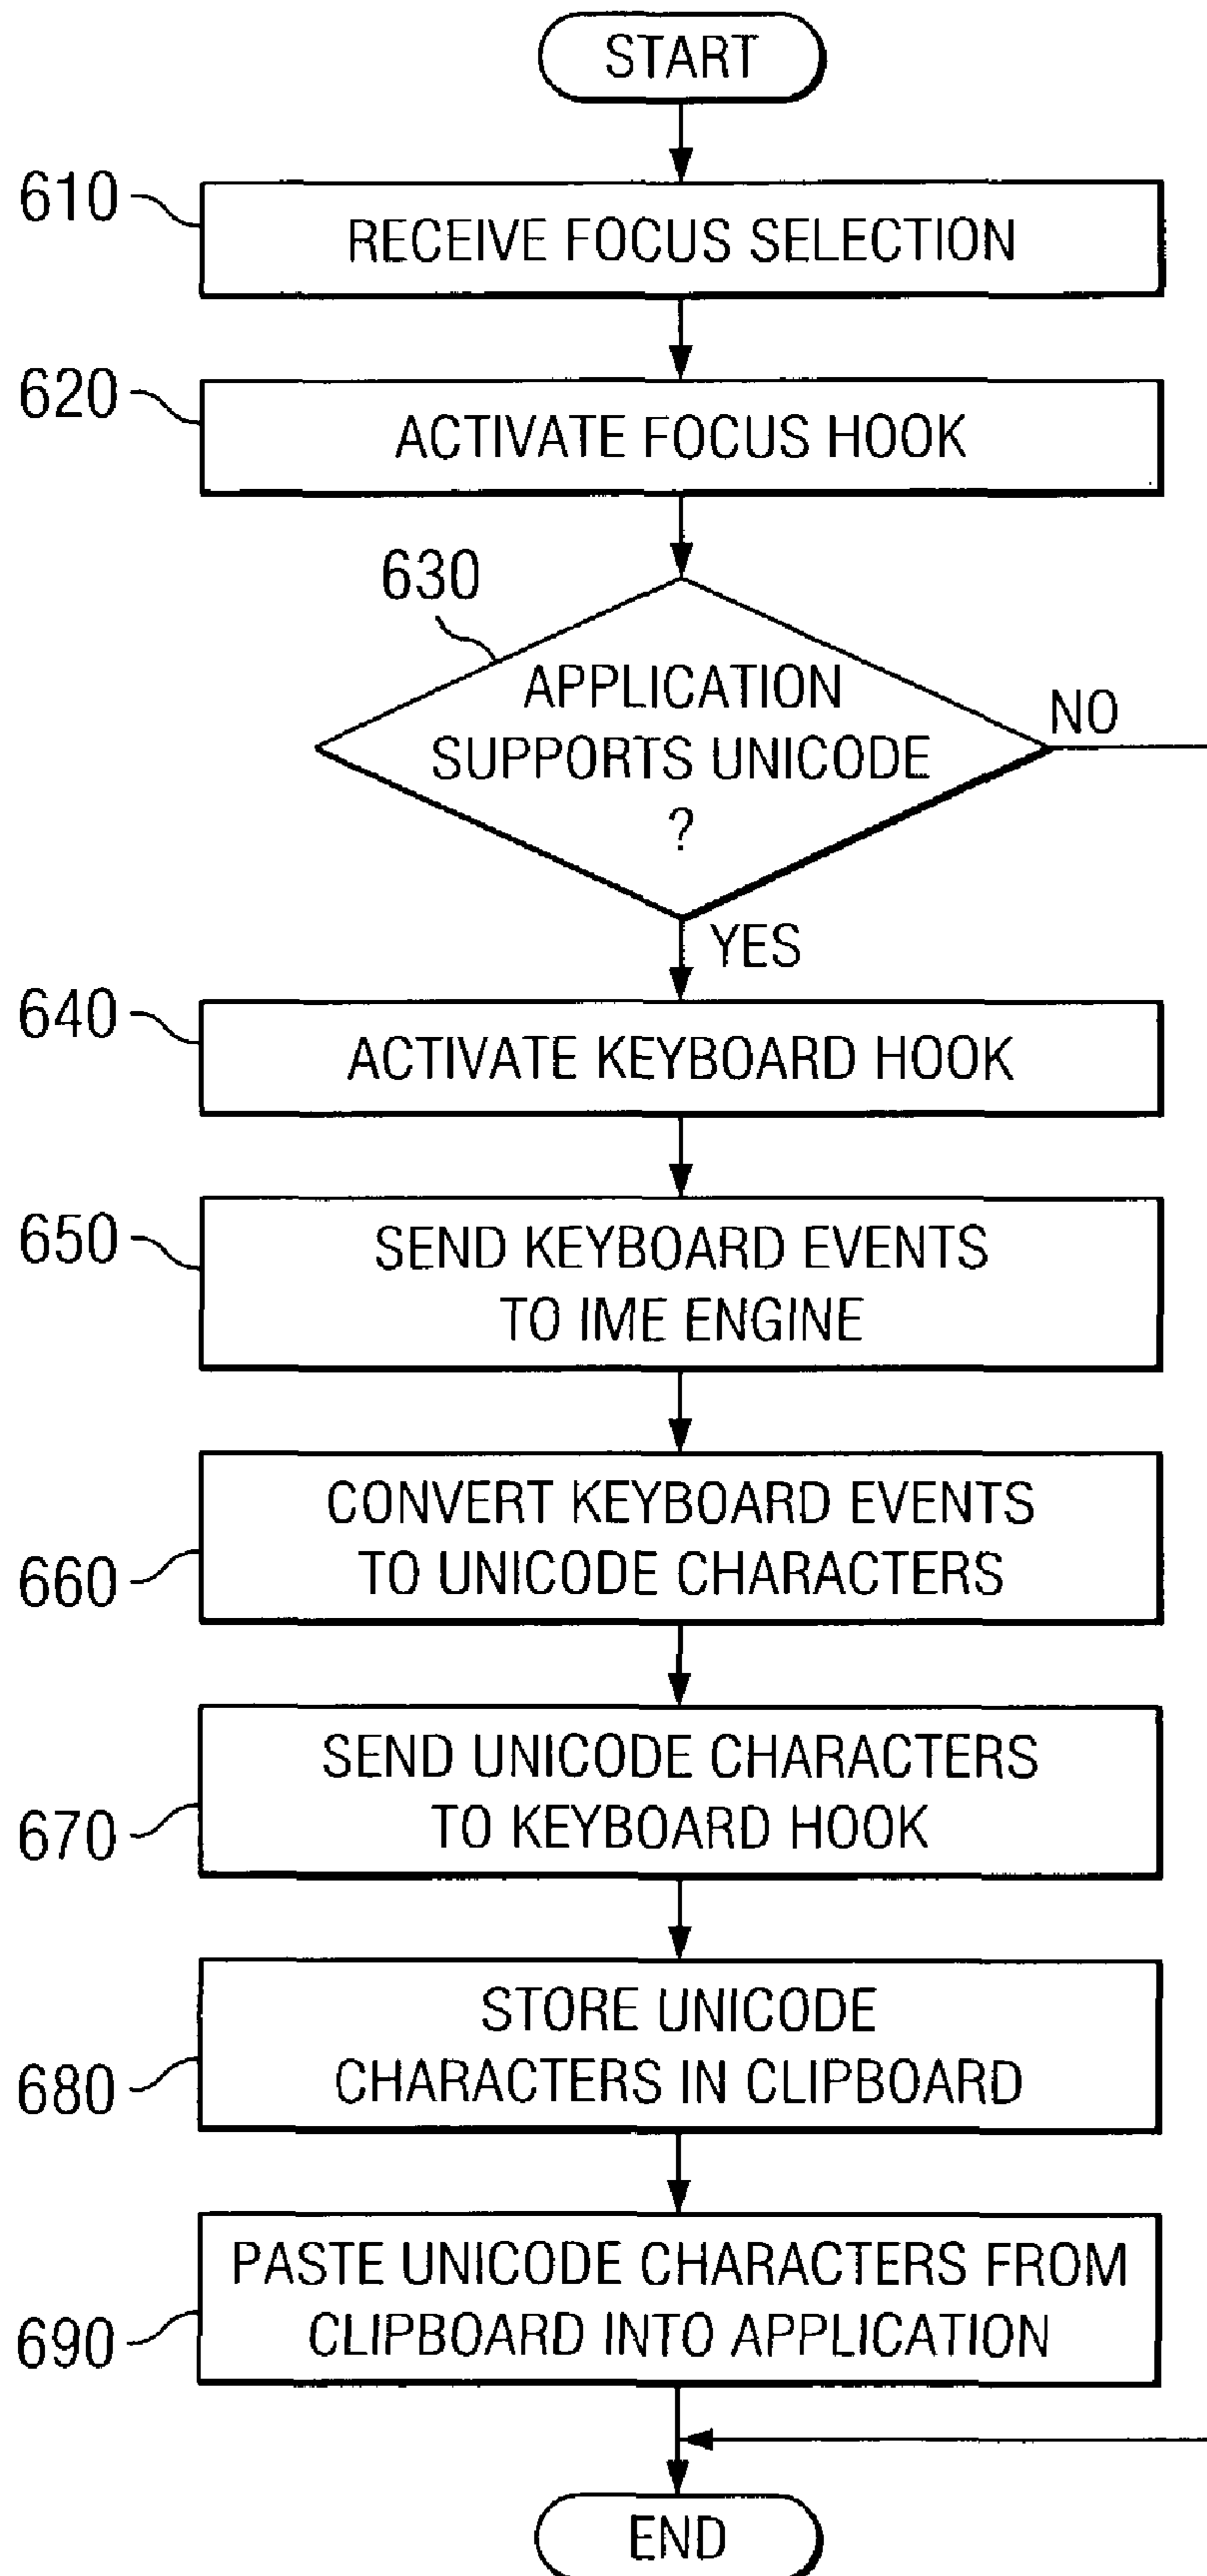 START
610
RECEIVE FOCUS SELECTION
620
ACTIVATE FOCUS HOOK
630
APPLICATION
SUPPORTS UNICODE
?
NO
YES
640
ACTIVATE KEYBOARD HOOK
650
SEND KEYBOARD EVENTS
TO IME ENGINE
660
CONVERT KEYBOARD EVENTS
TO UNICODE CHARACTERS
670
SEND UNICODE CHARACTERS
TO KEYBOARD HOOK
680
STORE UNICODE
CHARACTERS IN CLIPBOARD
690
PASTE UNICODE CHARACTERS FROM
CLIPBOARD INTO APPLICATION
END